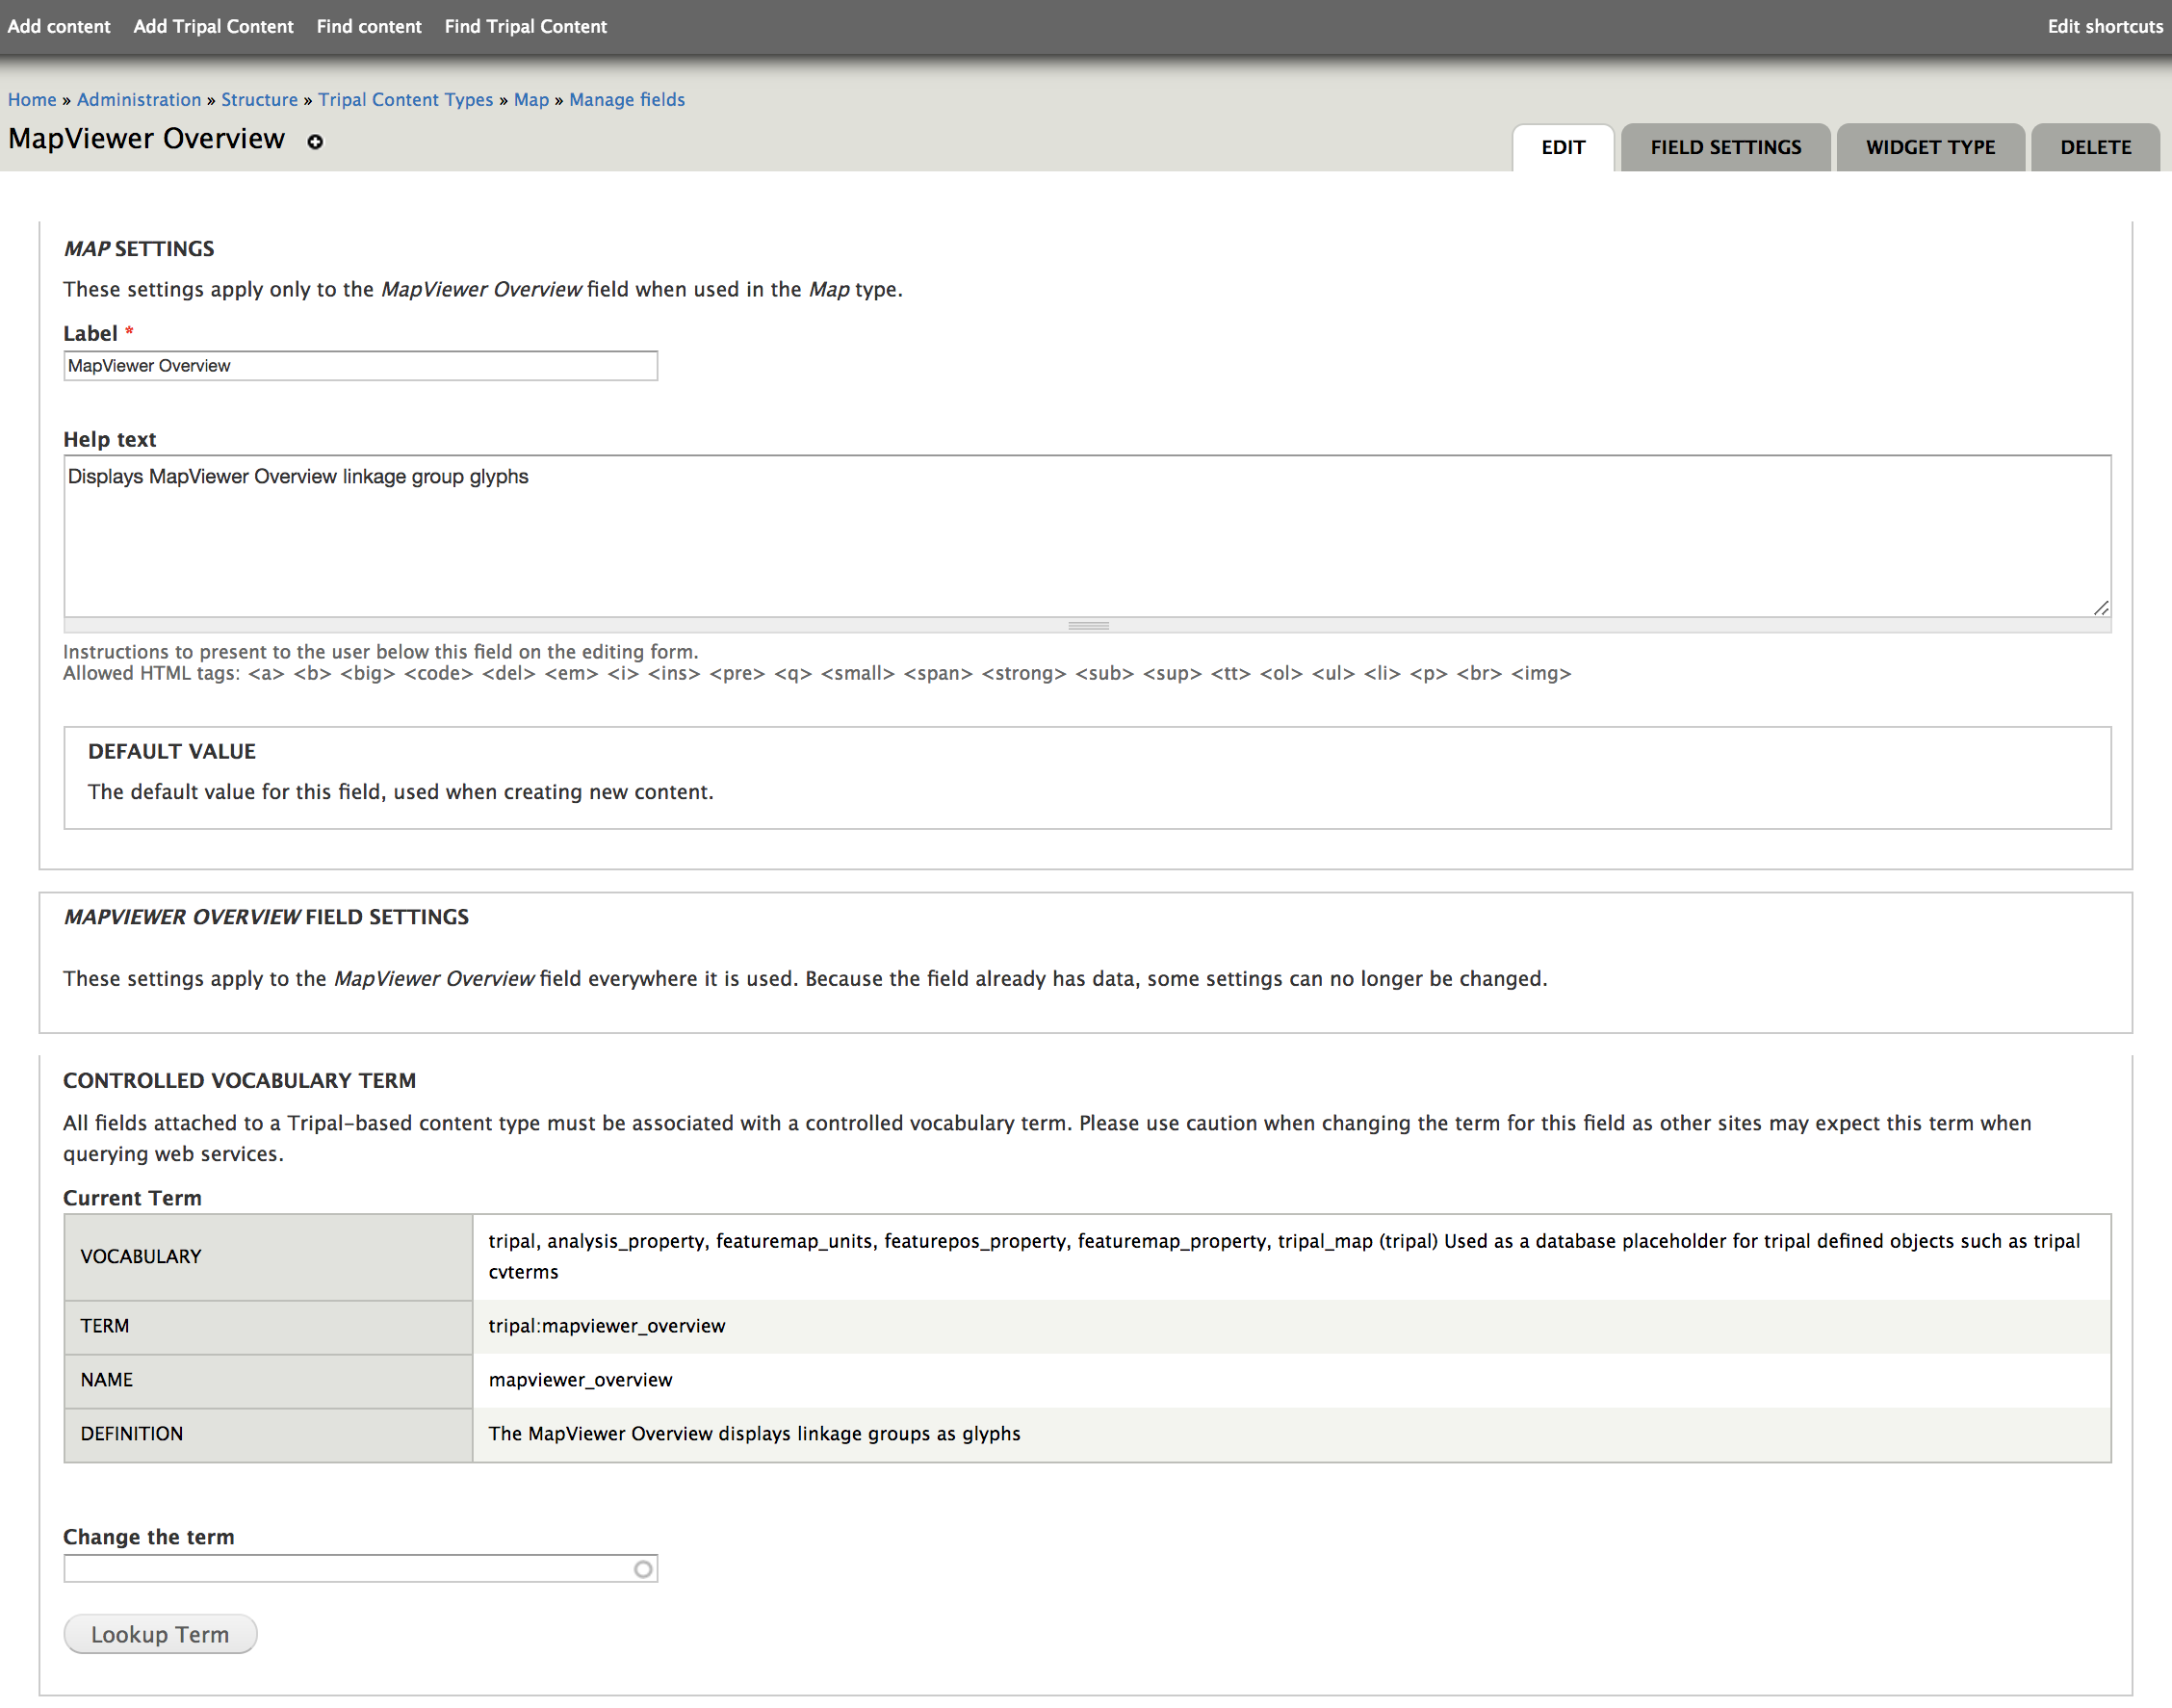 Add content Add Tripal Content Find content Find Tripal Content Edit shortcuts
Home » Administration » Structure » Tripal Content Types » Map » Manage fields
MapViewer Overview
EDIT FIELD SETTINGS WIDGET TYPE DELETE
MAP SETTINGS
These settings apply only to the MapViewer Overview field when used in the Map type.
Label *
MapViewer Overview
Help text
Displays MapViewer Overview linkage group glyphs
Instructions to present to the user below this field on the editing form.
Allowed HTML tags: <a> <b> <big> <code> <del> <em> <i> <ins> <pre> <q> <small> <span> <strong> <sub> <sup> <tt> <ol> <ul> <li> <p> <br> <img>
DEFAULT VALUE
The default value for this field, used when creating new content.
MAPVIEWER OVERVIEW FIELD SETTINGS
These settings apply to the MapViewer Overview field everywhere it is used. Because the field already has data, some settings can no longer be changed.
CONTROLLED VOCABULARY TERM
All fields attached to a Tripal-based content type must be associated with a controlled vocabulary term. Please use caution when changing the term for this field as other sites may expect this term when
querying web services.
Current Term
VOCABULARY tripal, analysis_property, featuremap_units, featurepos_property, featuremap_property, tripal_map (tripal) Used as a database placeholder for tripal defined objects such as tripal
cvterms
TERM tripal:mapviewer_overview
NAME mapviewer_overview
DEFINITION The MapViewer Overview displays linkage groups as glyphs
Change the term
Lookup Term